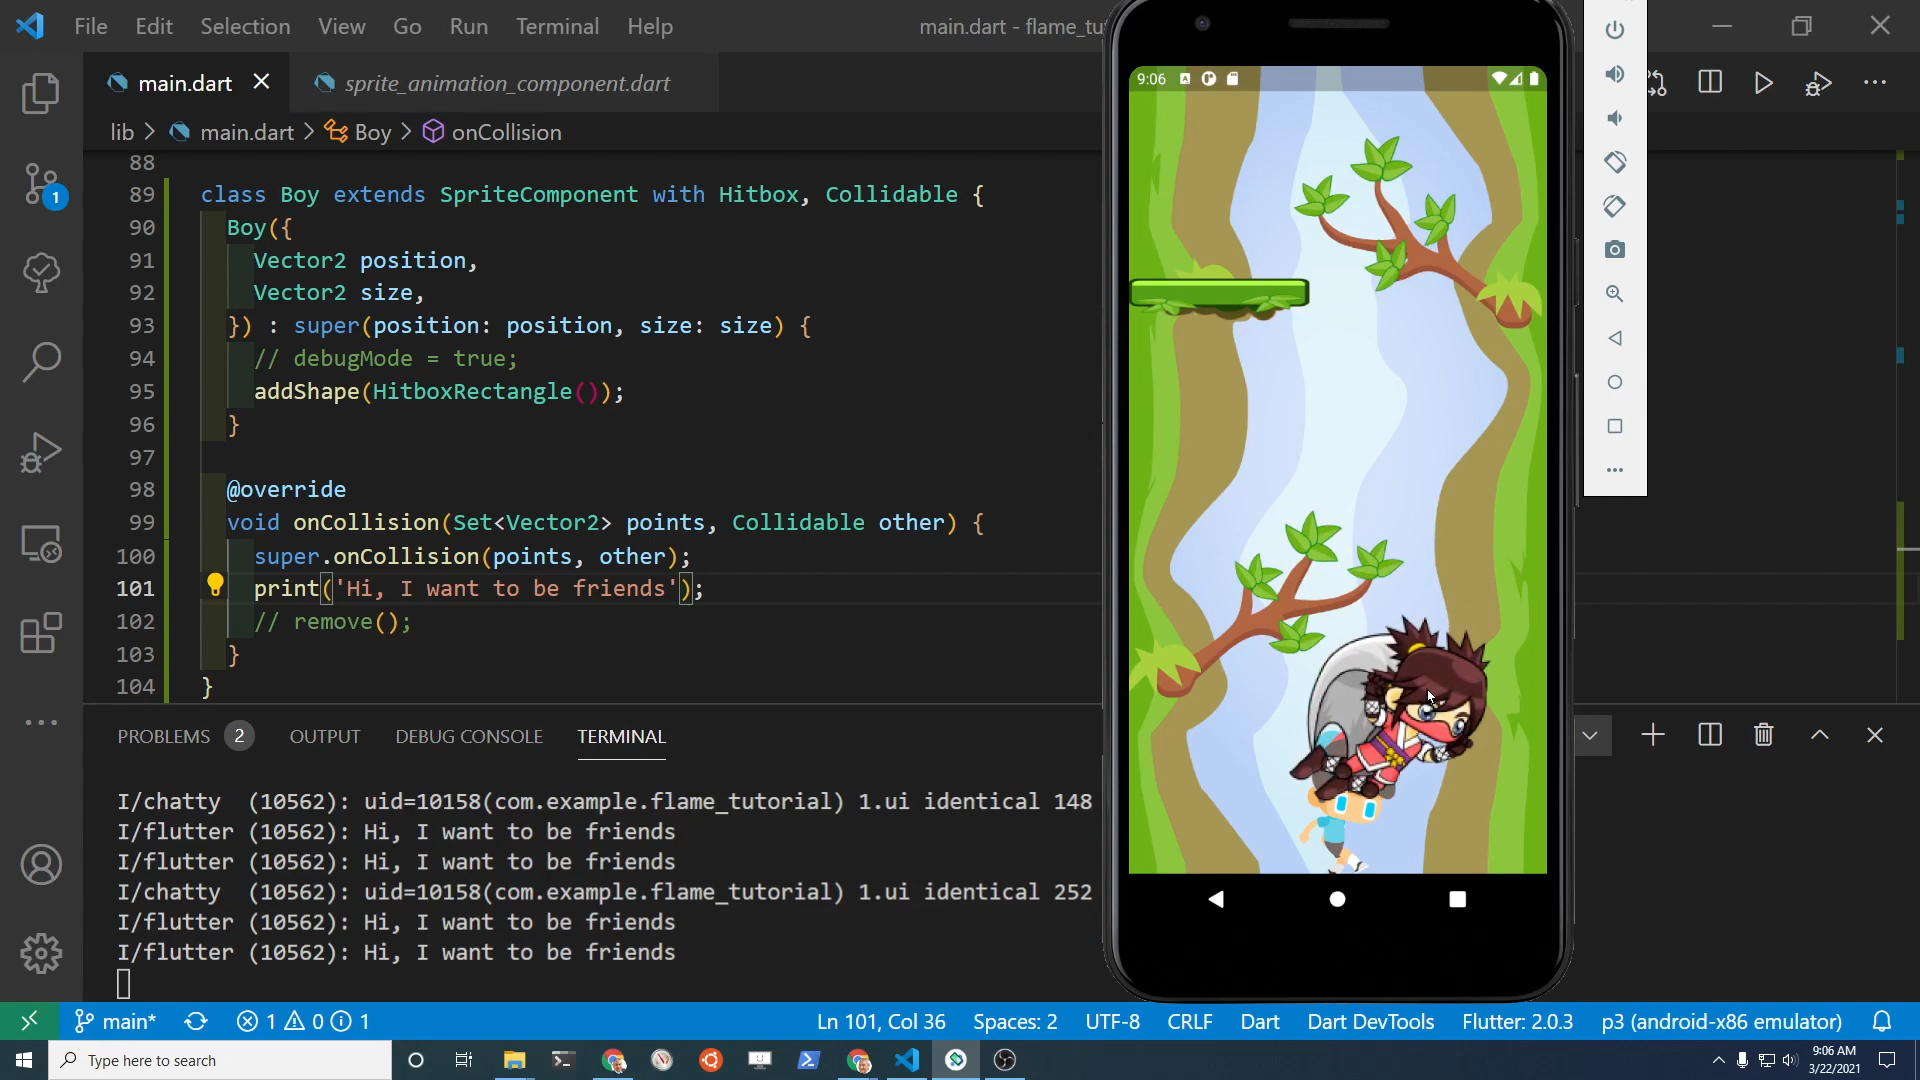 File Edit Selection View Go Run Terminal Help
main.dart - flame_tu
main.dart
sprite_animation_component.dart
lib > main.dart > Boy > onCollision
88
89 class Boy extends SpriteComponent with Hitbox, Collidable {
90 Boy({
91 Vector2 position,
92 Vector2 size,
93 }) : super(position: position, size: size) {
94 // debugMode = true;
95 addShape(HitboxRectangle());
96 }
97
98 @override
99 void onCollision(Set<Vector2> points, Collidable other) {
100 super.onCollision(points, other);
101 print('Hi, I want to be friends');
102 // remove();
103 }
104 }
1
9:06
PROBLEMS 2 OUTPUT DEBUG CONSOLE TERMINAL
I/chatty (10562): uid=10158(com.example.flame_tutorial) 1.ui identical 148
I/flutter (10562): Hi, I want to be friends
I/flutter (10562): Hi, I want to be friends
I/chatty (10562): uid=10158(com.example.flame_tutorial) 1.ui identical 252
I/flutter (10562): Hi, I want to be friends
I/flutter (10562): Hi, I want to be friends
main* 1 0 1 Ln 101, Col 36 Spaces: 2 UTF-8 CRLF Dart Dart DevTools Flutter: 2.0.3 p3 (android-x86 emulator)
Type here to search
9:06 AM
3/22/2021